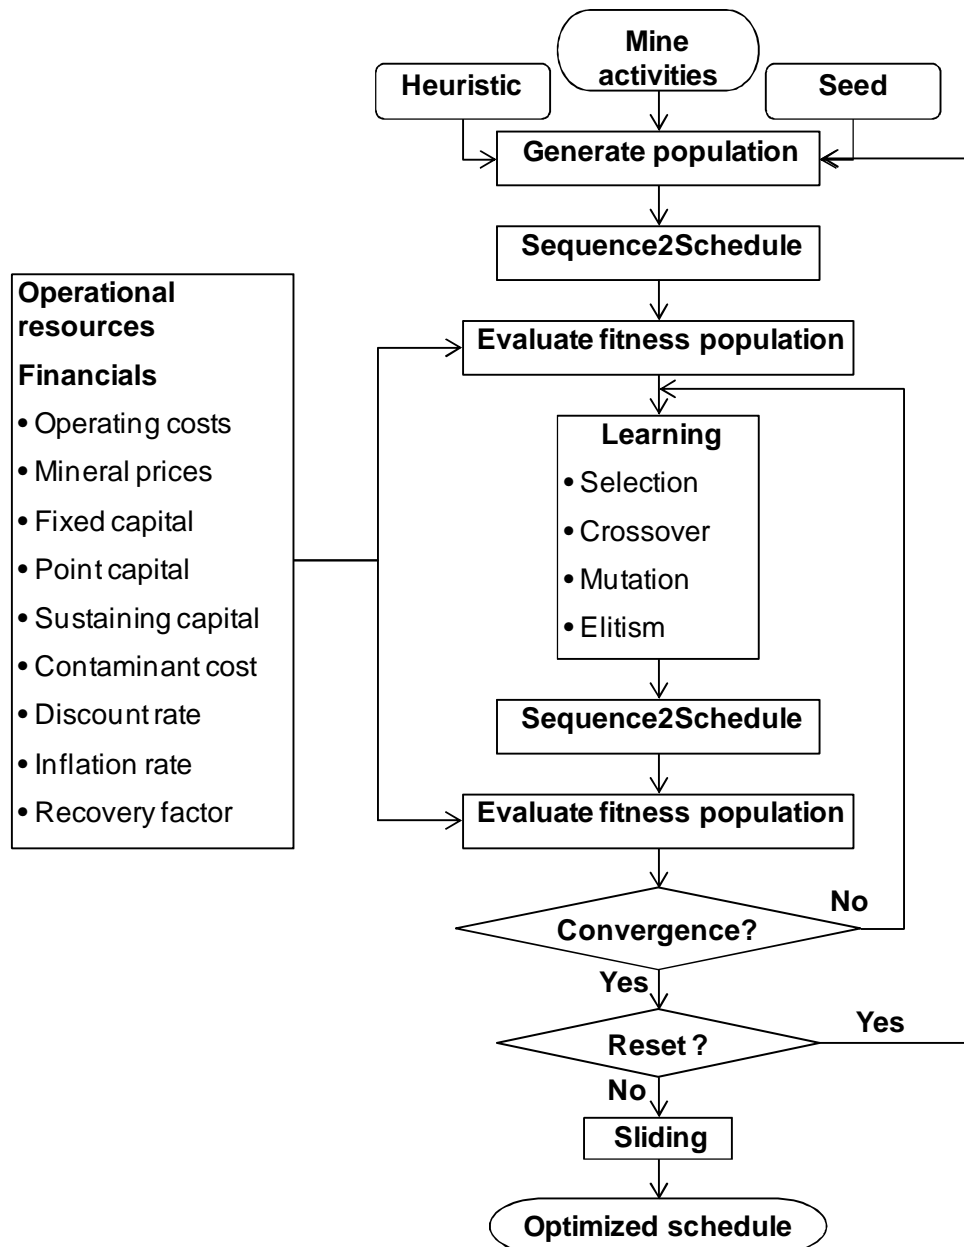 Mine
activities
Heuristic
Seed
Generate population
Sequence2Schedule
Operational
resources
Financials
• Operating costs
• Mineral prices
• Fixed capital
• Point capital
• Sustaining capital
• Contaminant cost
• Discount rate
• Inflation rate
• Recovery factor
Evaluate fitness population
Learning
• Selection
• Crossover
• Mutation
• Elitism
Sequence2Schedule
Evaluate fitness population
Convergence?
No
Yes
Reset ?
Yes
No
Sliding
Optimized schedule